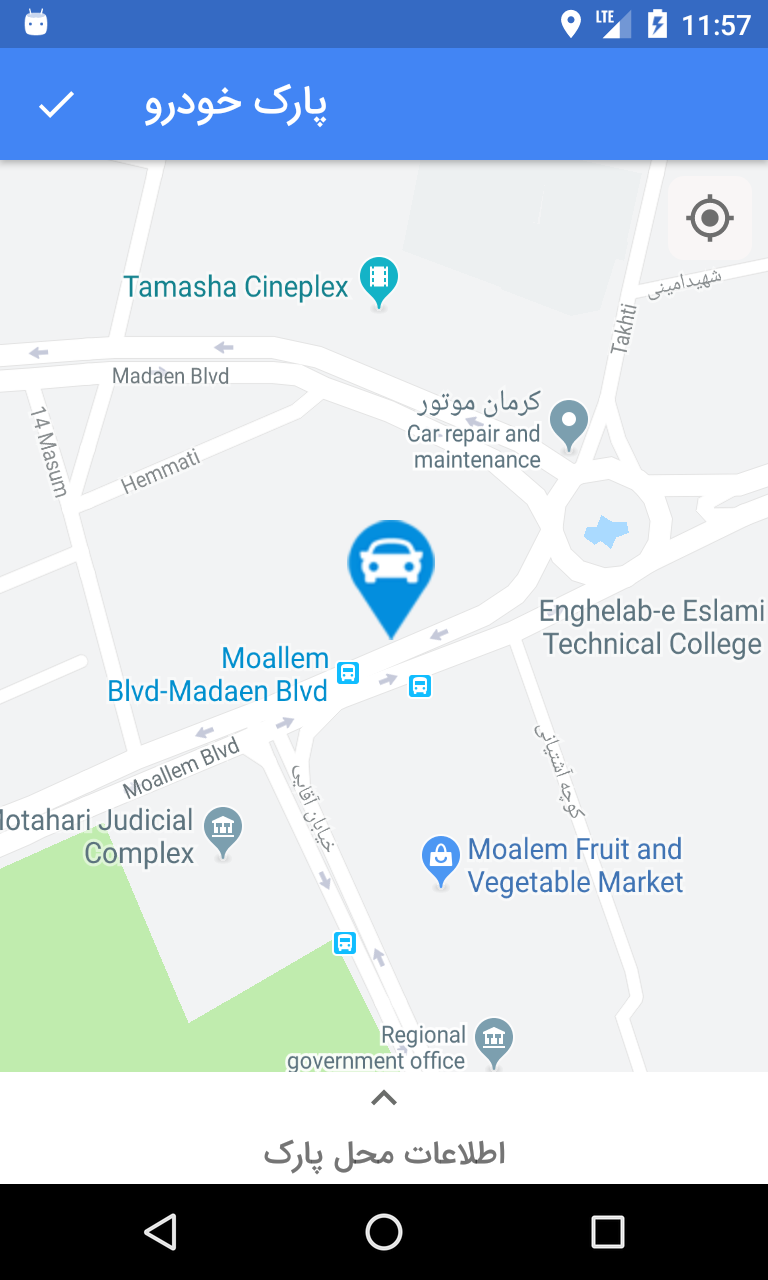 LTE 11:57
پارک خودرو
Tamasha Cineplex
شهیدامینی
Takhti
Madaen Blvd
کرمان موتور
Car repair and
maintenance
14 Masum
Hemmati
Enghelab-e Eslami
Technical College
Moallem
Blvd-Madaen Blvd
Moallem Blvd
کوچه آشتیانی
خیابان آقایی
Motahari Judicial
Complex
Moalem Fruit and
Vegetable Market
Regional
government office
اطلاعات محل پارک